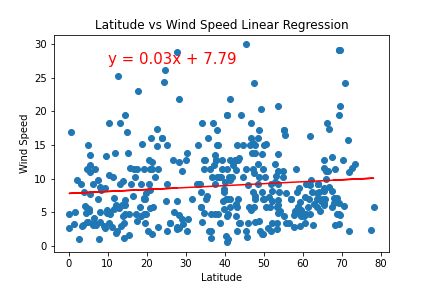 Latitude vs Wind Speed Linear Regression
y = 0.03x + 7.79
30
25
20
15
10
5
0
Wind Speed
0 10 20 30 40 50 60 70 80
Latitude